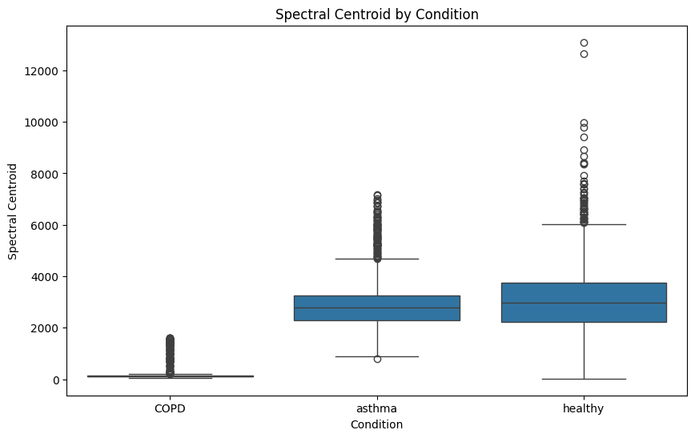 Spectral Centroid by Condition
Spectral Centroid
12000
10000
8000
6000
4000
2000
0
COPD asthma healthy
Condition